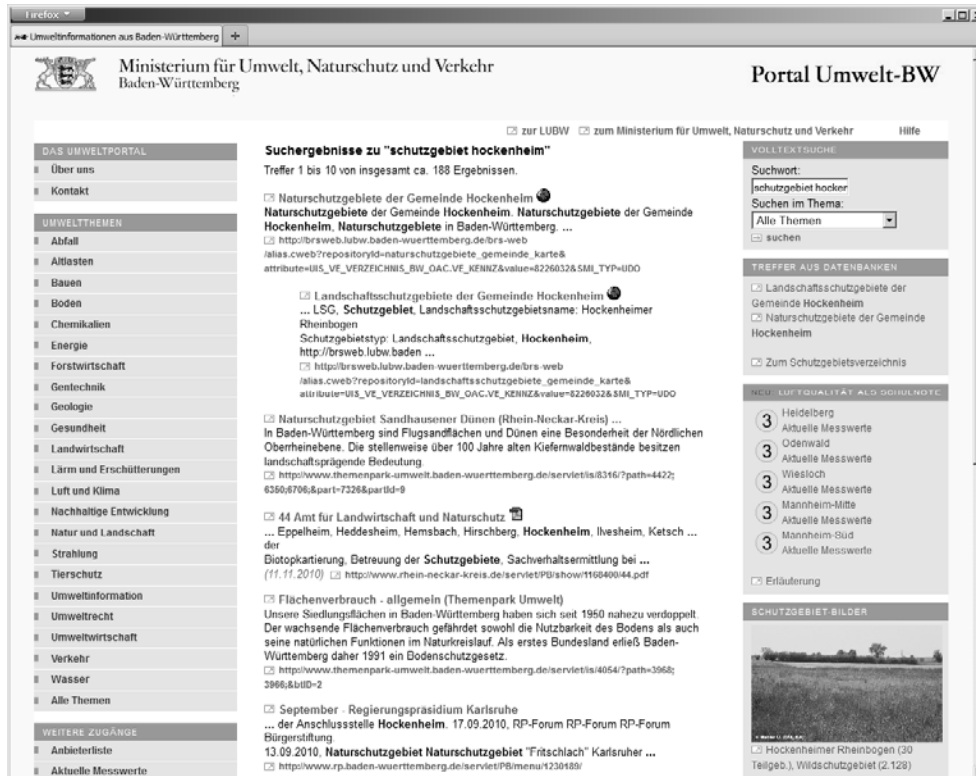 Firefox
Umweltinformationen aus Baden-Württemberg
Ministerium für Umwelt, Naturschutz und Verkehr
Baden-Württemberg
Portal Umwelt-BW
zur LUBW zum Ministerium für Umwelt, Naturschutz und Verkehr Hilfe
DAS UMWELTPORTAL
Über uns
Kontakt
UMWELTTHEMEN
Abfall
Altlasten
Bauen
Boden
Chemikalien
Energie
Forstwirtschaft
Gentechnik
Geologie
Gesundheit
Landwirtschaft
Lärm und Erschütterungen
Luft und Klima
Nachhaltige Entwicklung
Natur und Landschaft
Strahlung
Tierschutz
Umweltinformation
Umweltrecht
Umweltwirtschaft
Verkehr
Wasser
Alle Themen
WEITERE ZUGÄNGE
Anbieterliste
Aktuelle Messwerte
Suchergebnisse zu "schutzgebiet hockenheim"
Treffer 1 bis 10 von insgesamt ca. 188 Ergebnissen.
Naturschutzgebiete der Gemeinde Hockenheim
Naturschutzgebiete der Gemeinde Hockenheim. Naturschutzgebiete der Gemeinde
Hockenheim, Naturschutzgebiete in Baden-Württemberg. ...
http://brsweb.lubw.baden-wuerttemberg.de/brs-web
/alias.cweb?repositoryId=naturschutzgebiete_gemeinde_karte&
attribute=UIS_VE_VERZEICHNIS_BW_OAC.VE_KENNZ&value=8226032&SMI_TYP=UDO
Landschaftsschutzgebiete der Gemeinde Hockenheim
... LSG, Schutzgebiet, Landschaftsschutzgebietsname: Hockenheimer
Rheinbogen
Schutzgebietstyp: Landschaftsschutzgebiet, Hockenheim,
http://brsweb.lubw.baden ...
http://brsweb.lubw.baden-wuerttemberg.de/brs-web
/alias.cweb?repositoryId=landschaftsschutzgebiete_gemeinde_karte&
attribute=UIS_VE_VERZEICHNIS_BW_OAC.VE_KENNZ&value=8226032&SMI_TYP=UDO
Naturschutzgebiet Sandhausener Dünen (Rhein-Neckar-Kreis) ...
In Baden-Württemberg sind Flugsandflächen und Dünen eine Besonderheit der Nördlichen
Oberrheinebene. Die stellenweise über 100 Jahre alten Kiefernwaldbestände besitzen
landschaftsprägende Bedeutung.
http://www.themenpark-umwelt.baden-wuerttemberg.de/servlet/is/8316/?path=4422;
6350;6706;&part=7326&partId=9
44 Amt für Landwirtschaft und Naturschutz
... Eppelheim, Heddesheim, Hemsbach, Hirschberg, Hockenheim, Ilvesheim, Ketsch ...
der
Biotopkartierung, Betreuung der Schutzgebiete, Sachverhaltsermittlung bei ...
(11.11.2010) http://www.rhein-neckar-kreis.de/servlet/PB/show/1168400/44.pdf
Flächenverbrauch - allgemein (Themenpark Umwelt)
Unsere Siedlungsflächen in Baden-Württemberg haben sich seit 1950 nahezu verdoppelt.
Der wachsende Flächenverbrauch gefährdet sowohl die Nutzbarkeit des Bodens als auch
seine natürlichen Funktionen im Naturkreislauf. Als erstes Bundesland erließ Baden-
Württemberg daher 1991 ein Bodenschutzgesetz.
http://www.themenpark-umwelt.baden-wuerttemberg.de/servlet/is/4054/?path=3958;
3966;&btID=2
September - Regierungspräsidium Karlsruhe
... der Anschlussstelle Hockenheim. 17.09.2010, RP-Forum RP-Forum RP-Forum
Bürgerstiftung.
13.09.2010, Naturschutzgebiet Naturschutzgebiet "Fritschlach" Karlsruher ...
http://www.rp.baden-wuerttemberg.de/servlet/PB/menu/1230189/
VOLLTEXTSUCHE
Suchwort:
schutzgebiet hocker
Suchen im Thema:
Alle Themen
suchen
TREFFER AUS DATENBANKEN
Landschaftsschutzgebiete der
Gemeinde Hockenheim
Naturschutzgebiete der Gemeinde
Hockenheim
Zum Schutzgebietsverzeichnis
NEU: LUFTQUALITÄT ALS SCHULNOTE
3 Heidelberg
Aktuelle Messwerte
3 Odenwald
Aktuelle Messwerte
3 Wiesloch
Aktuelle Messwerte
3 Mannheim-Mitte
Aktuelle Messwerte
3 Mannheim-Süd
Aktuelle Messwerte
Erläuterung
SCHUTZGEBIET-BILDER
Hockenheimer Rheinbogen (30
Teilgeb.), Wildschutzgebiet (2.128)